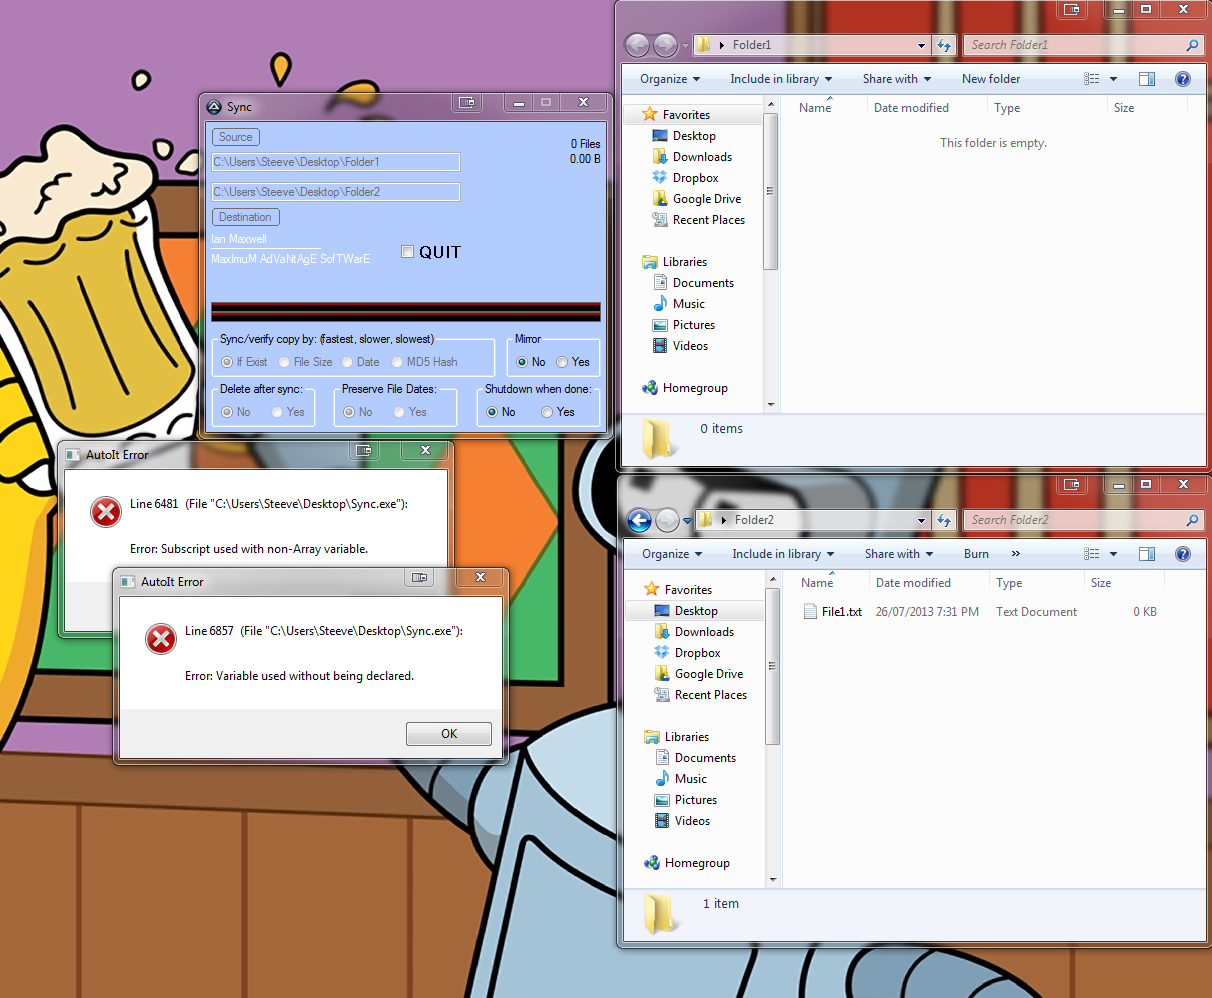 Sync
Source
0 Files
0.00 B
C:\Users\Steeve\Desktop\Folder1
C:\Users\Steeve\Desktop\Folder2
Destination
Ian Maxwell
MaxImuM AdVaNtAgE SofTWarE
QUIT
Sync/verify copy by: (fastest, slower, slowest)
If Exist File Size Date MD5 Hash
Mirror
No Yes
Delete after sync:
No Yes
Preserve File Dates:
No Yes
Shutdown when done:
No Yes
AutoIt Error
Line 6481 (File "C:\Users\Steeve\Desktop\Sync.exe"):
Error: Subscript used with non-Array variable.
AutoIt Error
Line 6857 (File "C:\Users\Steeve\Desktop\Sync.exe"):
Error: Variable used without being declared.
OK
Folder1
Search Folder1
Organize Include in library Share with New folder
Favorites
Desktop
Downloads
Dropbox
Google Drive
Recent Places
Libraries
Documents
Music
Pictures
Videos
Homegroup
Name Date modified Type Size
This folder is empty.
0 items
Folder2
Search Folder2
Organize Include in library Share with Burn »
Favorites
Desktop
Downloads
Dropbox
Google Drive
Recent Places
Libraries
Documents
Music
Pictures
Videos
Homegroup
Name Date modified Type Size
File1.txt 26/07/2013 7:31 PM Text Document 0 KB
1 item